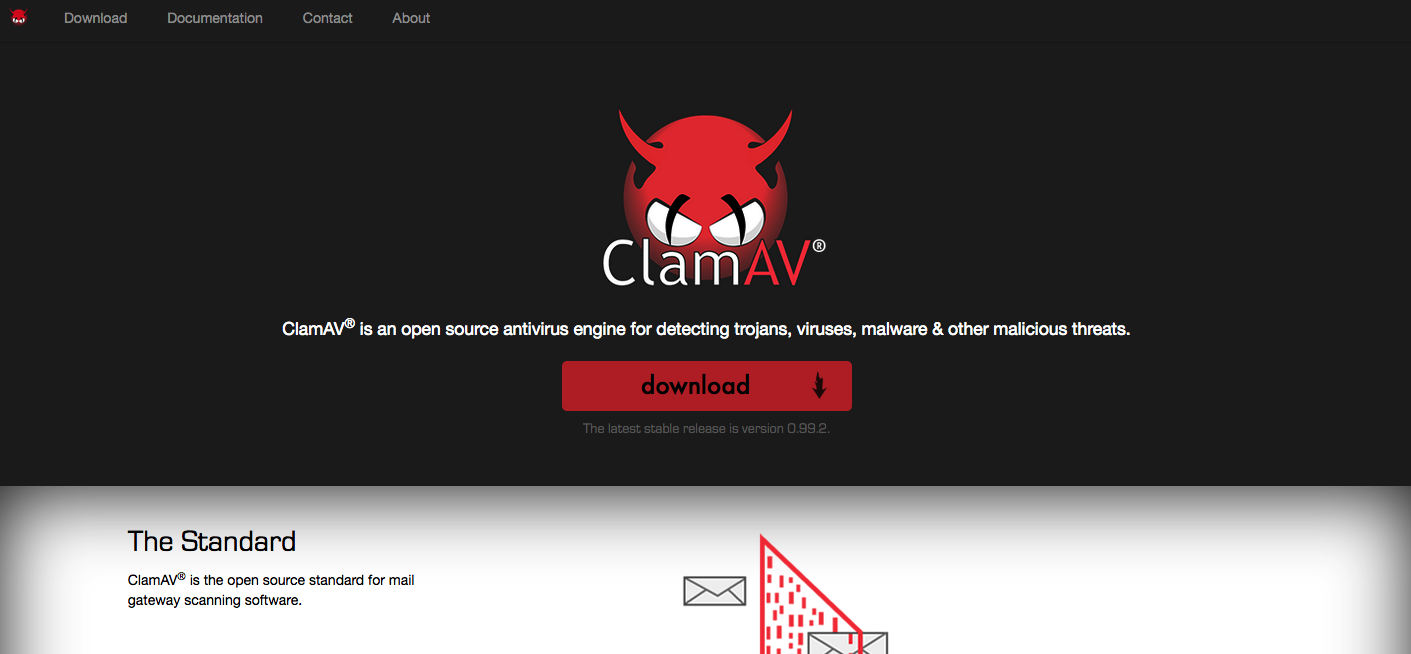 Download Documentation Contact About
ClamAV®
ClamAV® is an open source antivirus engine for detecting trojans, viruses, malware & other malicious threats.
download
The latest stable release is version 0.99.2.
The Standard
ClamAV® is the open source standard for mail
gateway scanning software.